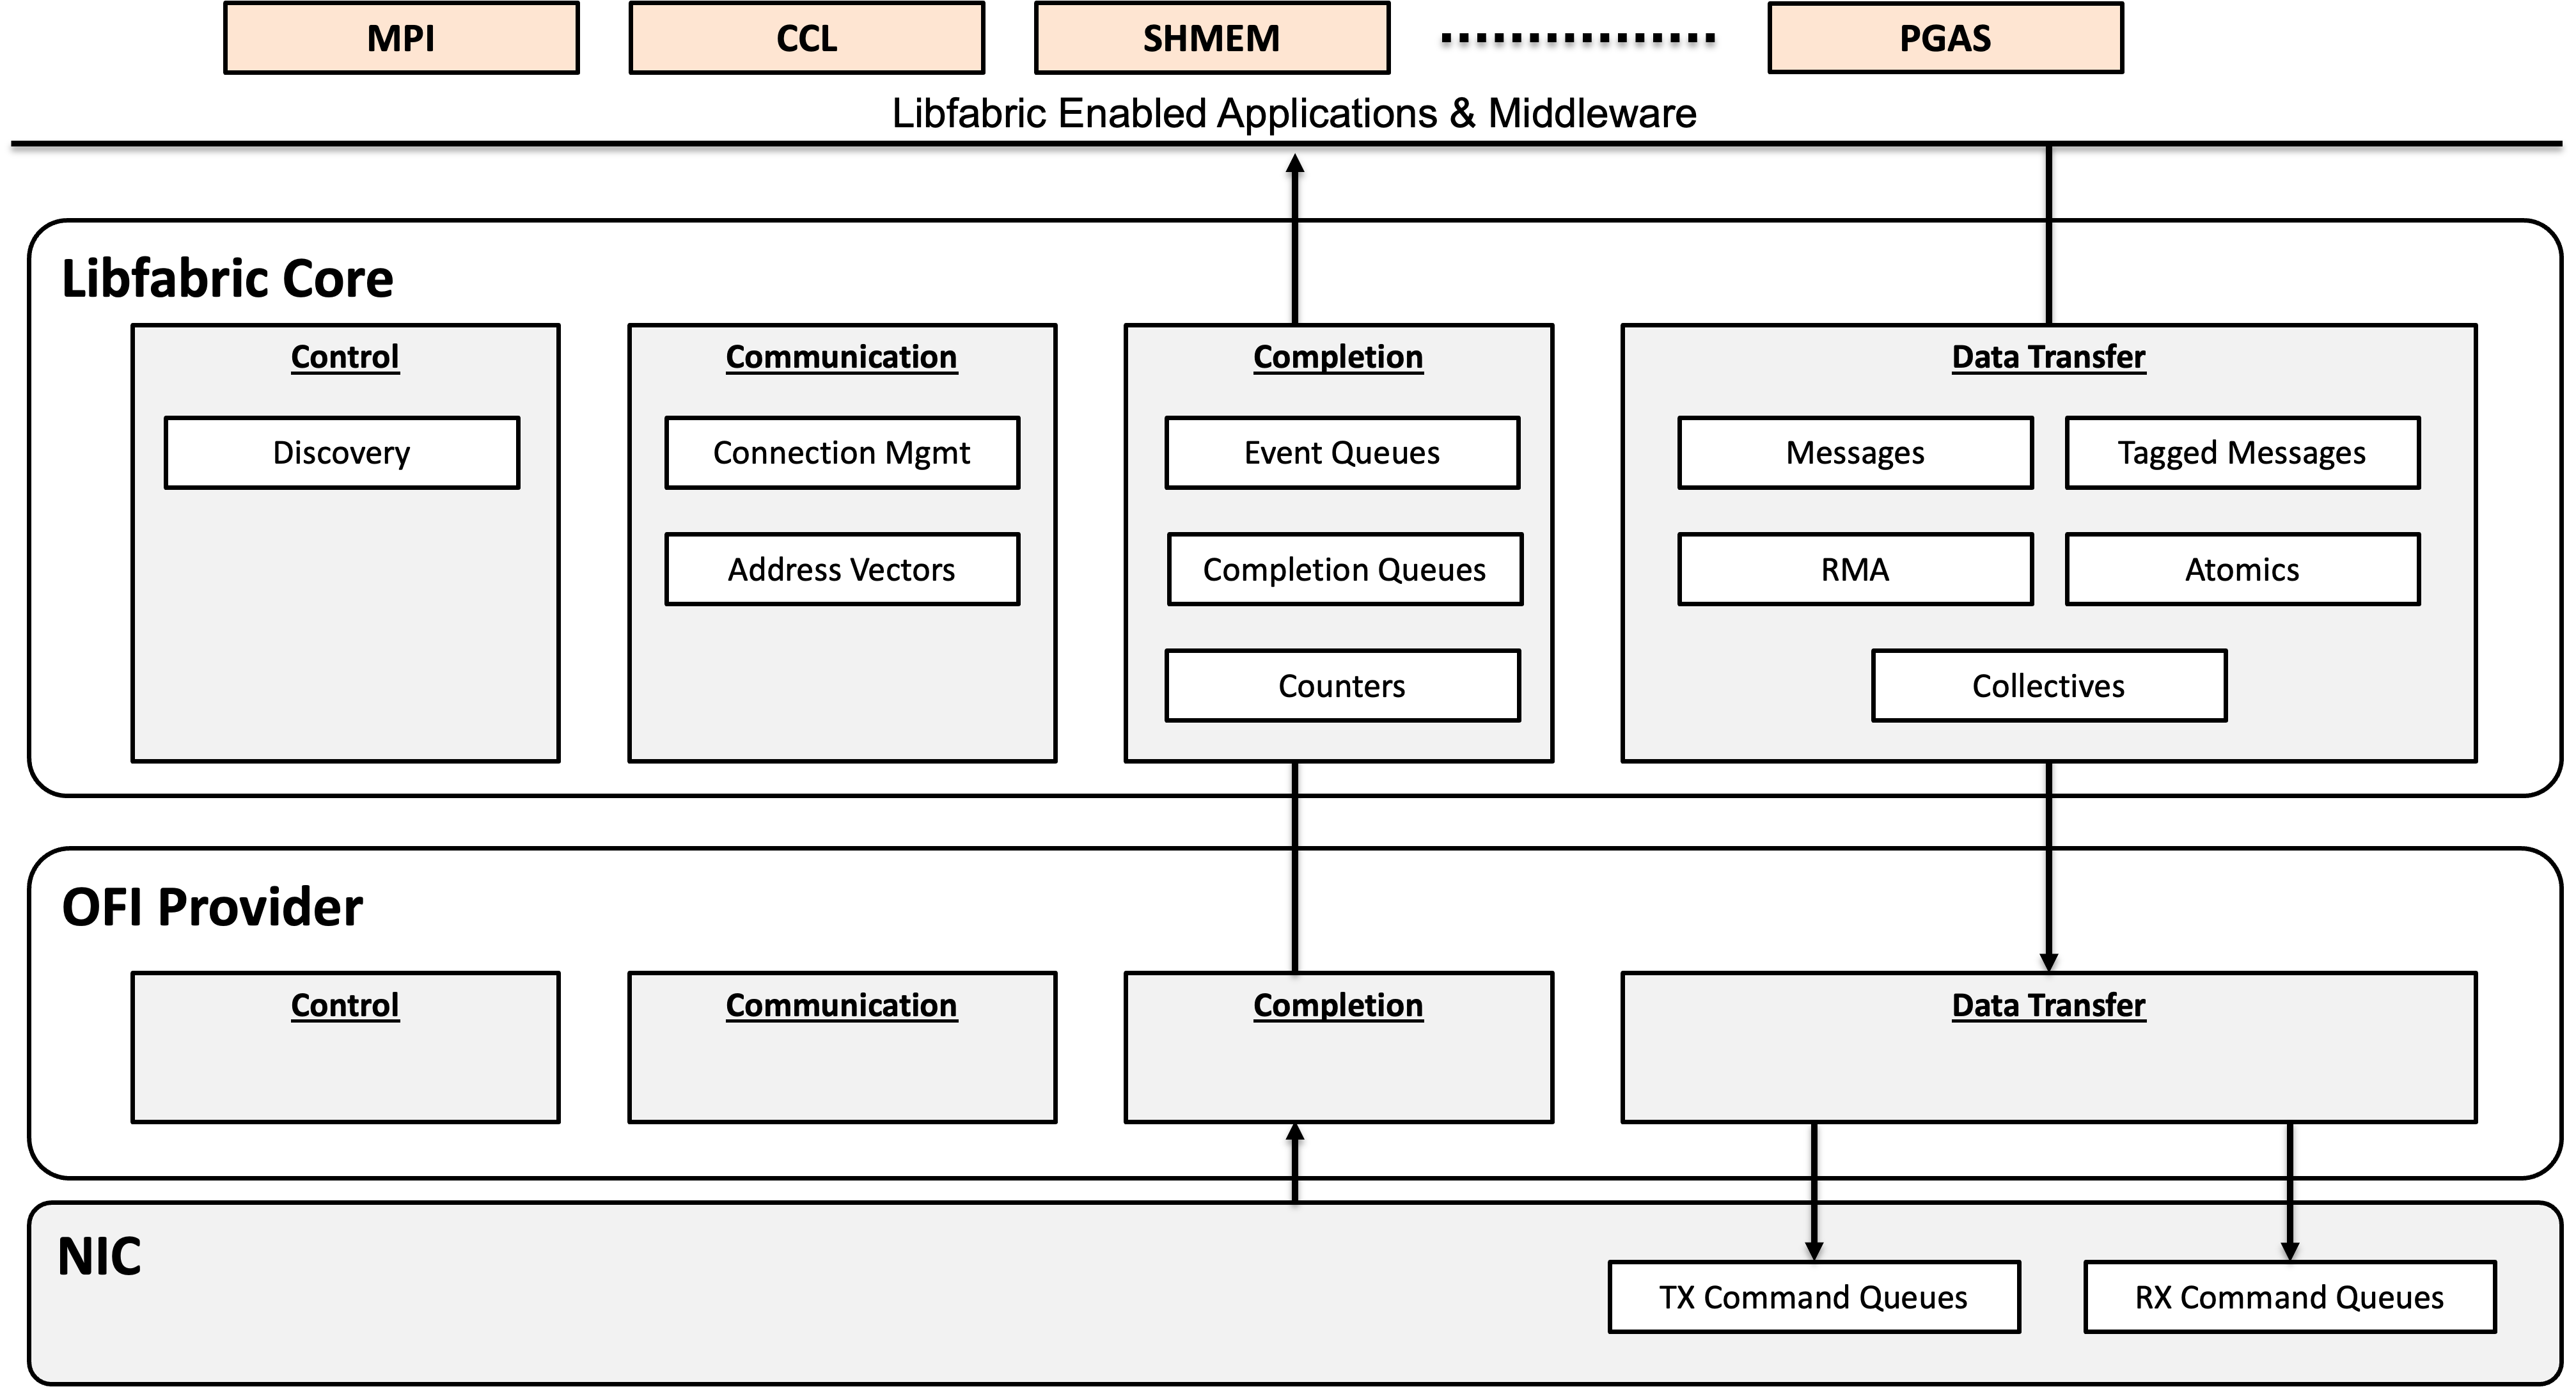 MPI
CCL
SHMEM
PGAS
Libfabric Enabled Applications & Middleware
Libfabric Core
Control
Discovery
Communication
Connection Mgmt
Address Vectors
Completion
Event Queues
Completion Queues
Counters
Data Transfer
Messages
Tagged Messages
RMA
Atomics
Collectives
OFI Provider
Control
Communication
Completion
Data Transfer
NIC
TX Command Queues
RX Command Queues